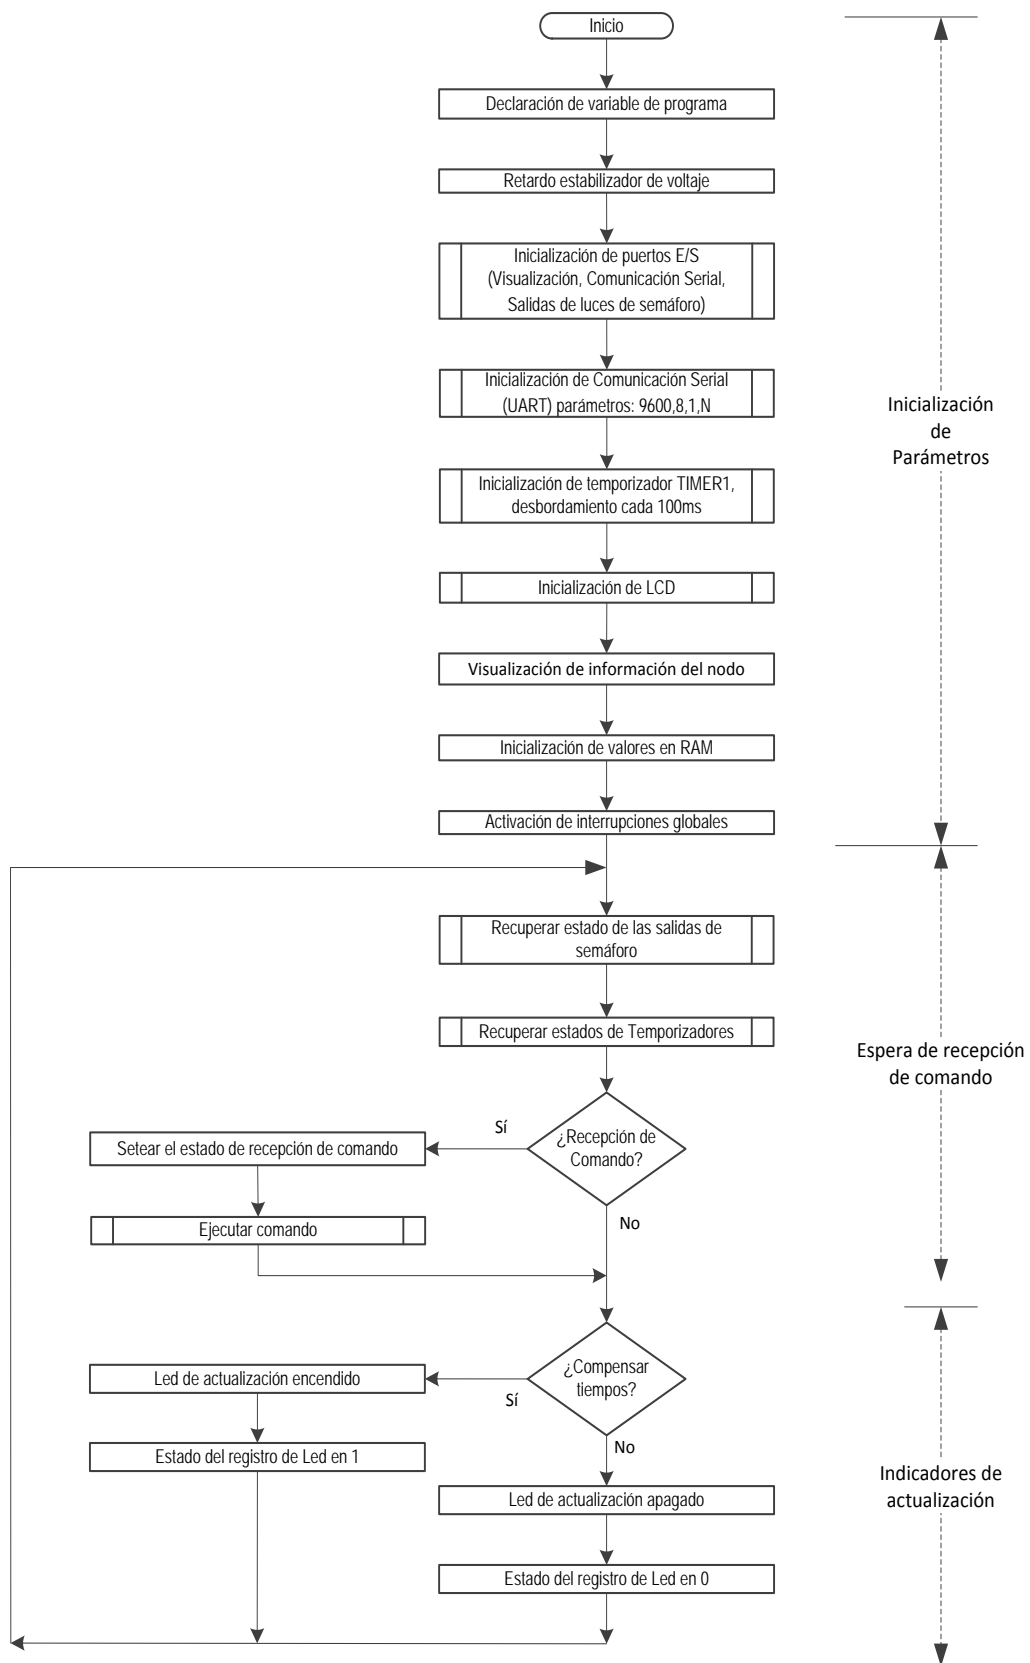 Inicio
Declaración de variable de programa
Retardo estabilizador de voltaje
Inicialización de puertos E/S
(Visualización, Comunicación Serial,
Salidas de luces de semáforo)
Inicialización de Comunicación Serial
(UART) parámetros: 9600,8,1,N
Inicialización de temporizador TIMER1,
desbordamiento cada 100ms
Inicialización de LCD
Visualización de información del nodo
Inicialización de valores en RAM
Activación de interrupciones globales
Inicialización
de
Parámetros
Recuperar estado de las salidas de
semáforo
Recuperar estados de Temporizadores
¿Recepción de
Comando?
Sí
No
Setear el estado de recepción de comando
Ejecutar comando
Espera de recepción
de comando
¿Compensar
tiempos?
Sí
No
Led de actualización encendido
Estado del registro de Led en 1
Led de actualización apagado
Estado del registro de Led en 0
Indicadores de
actualización